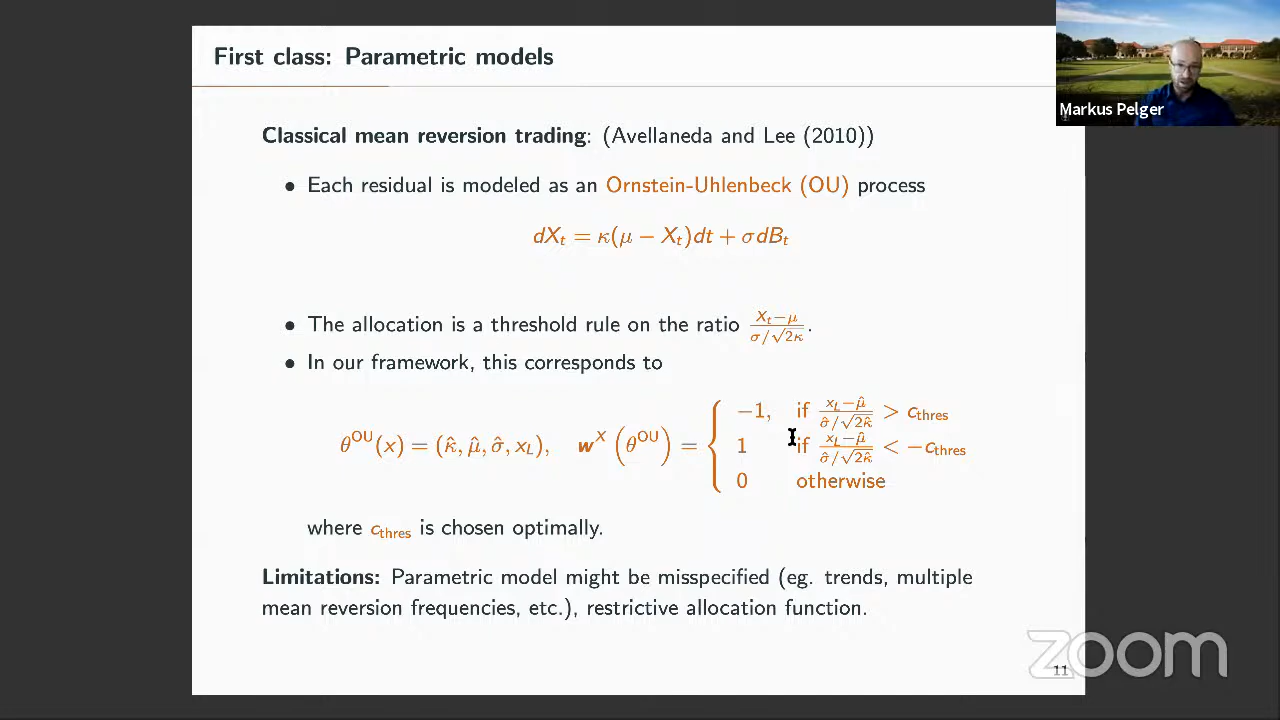 First class: Parametric models
Markus Pelger
Classical mean reversion trading: (Avellaneda and Lee (2010))
• Each residual is modeled as an Ornstein-Uhlenbeck (OU) process
dX_t = κ(μ − X_t)dt + σdB_t
• The allocation is a threshold rule on the ratio (X_t−μ)/(σ/√2κ).
• In our framework, this corresponds to
θ^OU(x) = (κ̂, μ̂, σ̂, x_L), w^X(θ^OU) = {
−1, if (x_L−μ̂)/(σ̂/√2κ̂) > c_thres
1 if (x_L−μ̂)/(σ̂/√2κ̂) < −c_thres
0 otherwise
where c_thres is chosen optimally.
Limitations: Parametric model might be misspecified (eg. trends, multiple
mean reversion frequencies, etc.), restrictive allocation function.
zoom
11